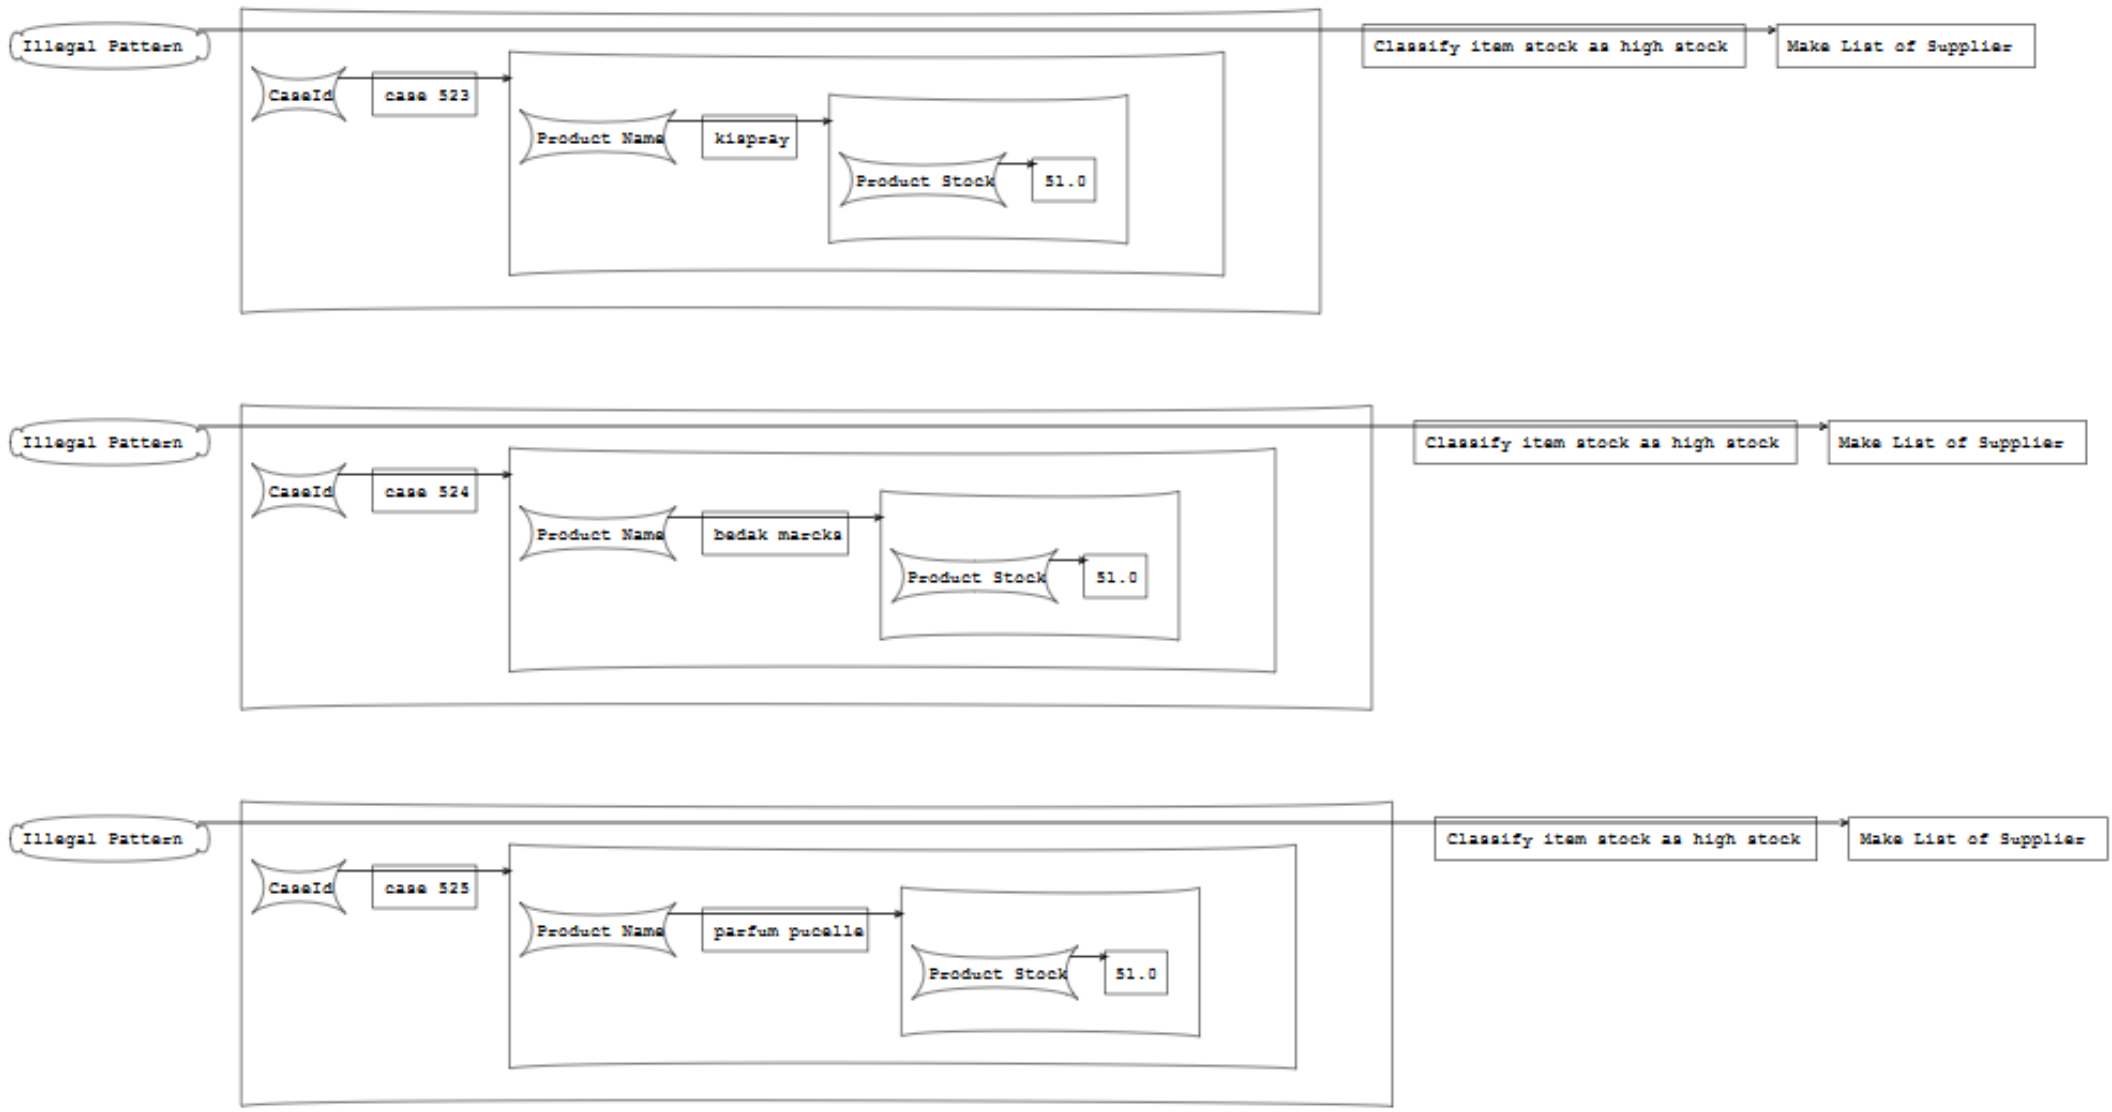 Illegal Pattern
Classify item stock as high stock
Make List of Supplier
CaseId
case 523
Product Name
kispray
Product Stock
51.0
Illegal Pattern
Classify item stock as high stock
Make List of Supplier
CaseId
case 524
Product Name
bedak marcks
Product Stock
51.0
Illegal Pattern
Classify item stock as high stock
Make List of Supplier
CaseId
case 525
Product Name
parfum pucelle
Product Stock
51.0